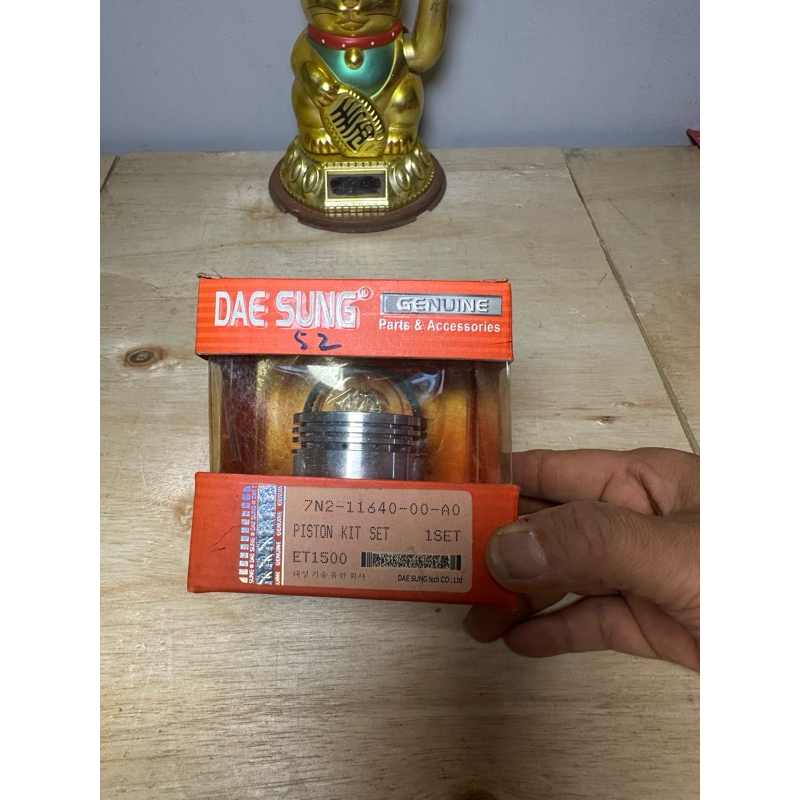 DAE SUNG®
GENUINE
Parts & Accessories
52
7N2-11640-00-A0
PISTON KIT SET 1SET
ET1500
대성 기술 유한 회사
DAE SUNG tech CO., Ltd